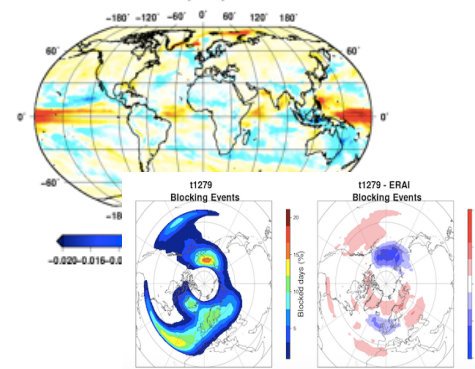 -180° -120° -60° 0° 60° 120° 180°
60° 60°
0° 0°
-60°
-18
-0.020-0.016-0.0
t1279
Blocking Events
20
15
10
5
Blocked days (%)
t1279 - ERAI
Blocking Events